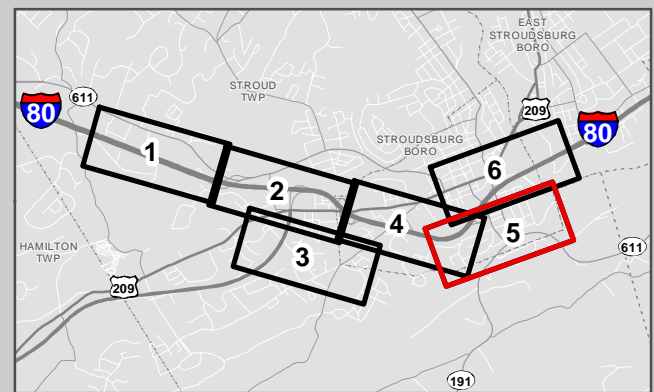 EAST
STROUDSBURG
BORO
STROUD
TWP
611
80
209
80
STROUDSBURG
BORO
1
6
2
4
5
HAMILTON
TWP
3
611
209
191